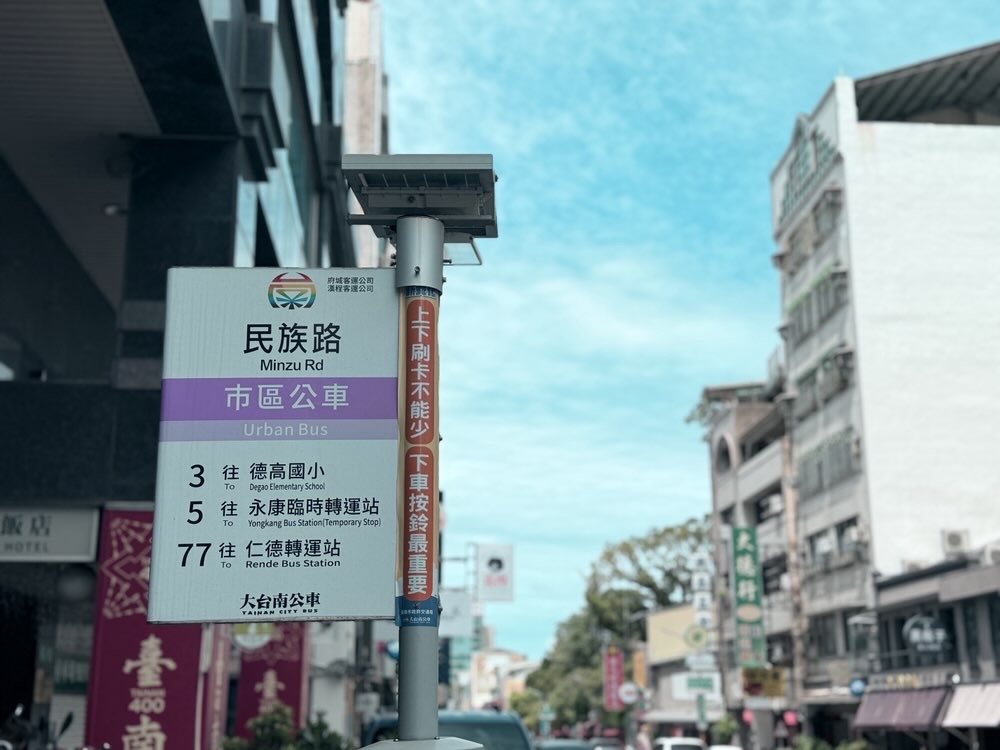 府城客運公司
漢程客運公司
民族路
Minzu Rd
市區公車
Urban Bus
3 往 德高國小
To Degao Elementary School
5 往 永康臨時轉運站
To Yongkang Bus Station(Temporary Stop)
77 往 仁德轉運站
To Rende Bus Station
大台南公車
TAINAN CITY BUS
上下刷卡不能少
下車按鈴最重要
飯店
HOTEL
臺
TAINAN
400
南